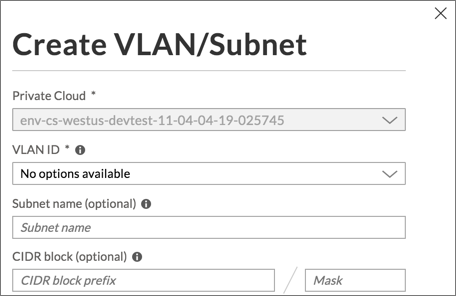 Create VLAN/Subnet
Private Cloud *
env-cs-westus-devtest-11-04-04-19-025745
VLAN ID *
No options available
Subnet name (optional)
Subnet name
CIDR block (optional)
CIDR block prefix / Mask